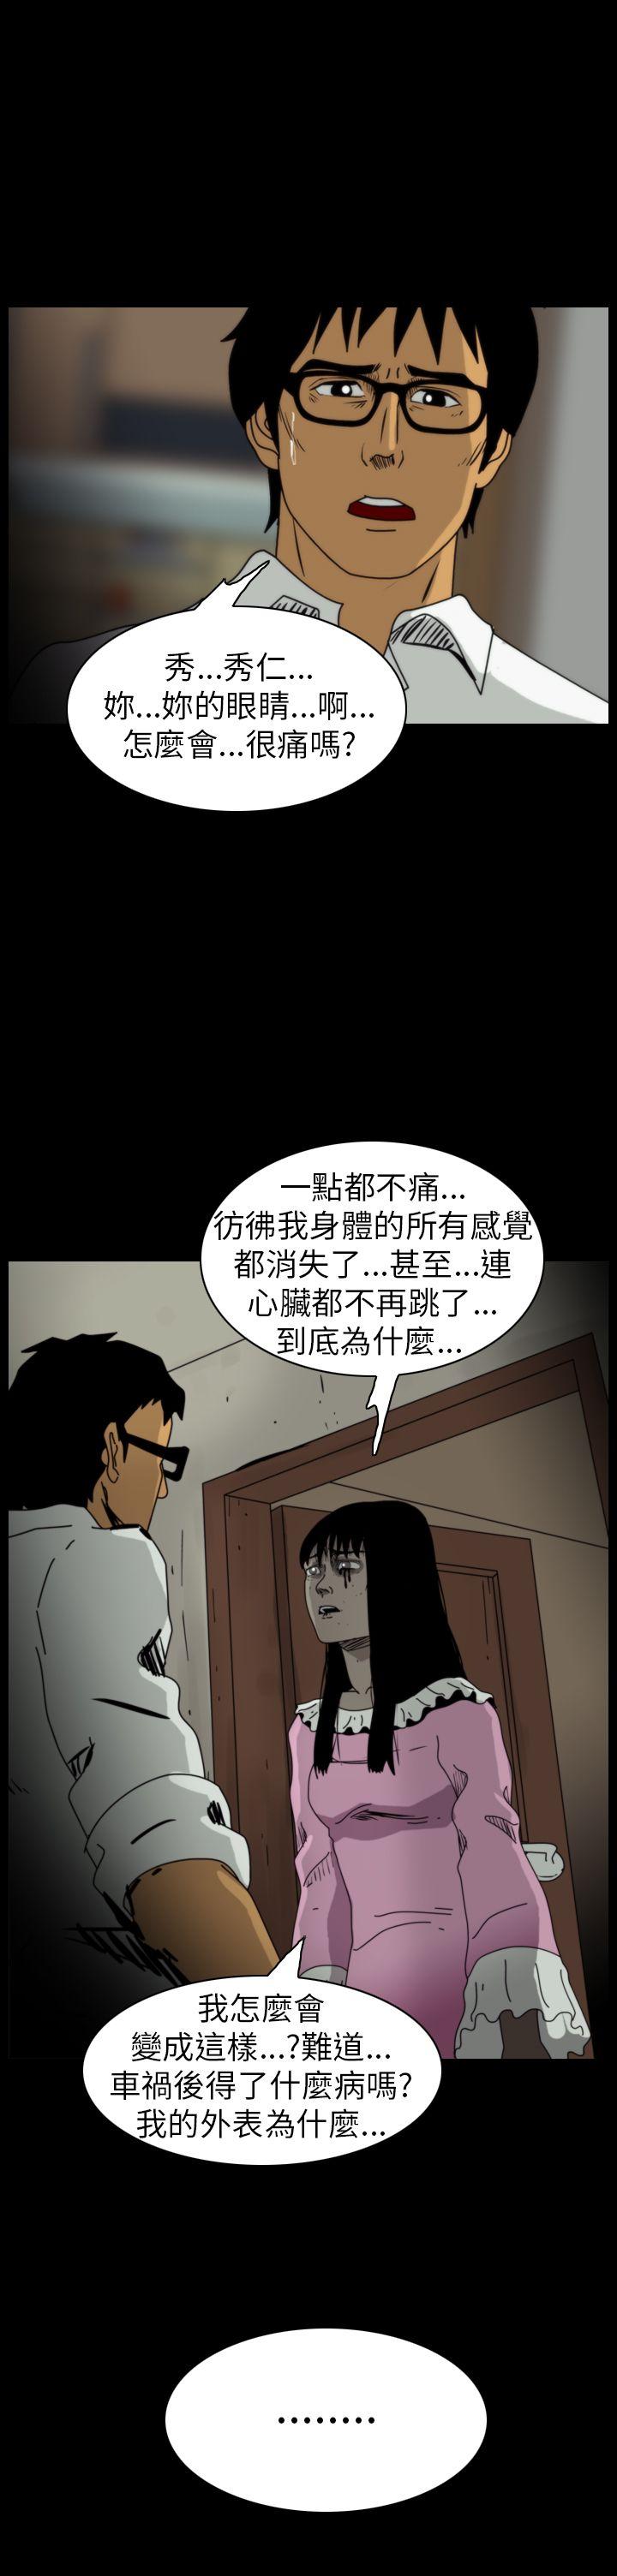 秀...秀仁...
妳...妳的眼睛...啊...
怎麼會...很痛嗎?
一點都不痛...
彷彿我身體的所有感覺
都消失了...甚至...連
心臟都不再跳了...
到底為什麼...
我怎麼會
變成這樣...?難道...
車禍後得了什麼病嗎?
我的外表為什麼...
........